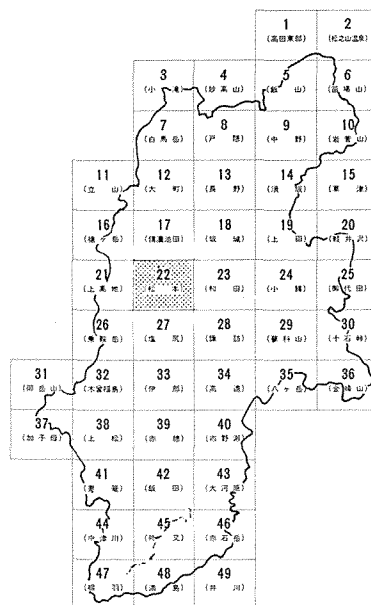 1 2
(高田東部) (松之山温泉)
3 4 5 6
(小滝) (妙高山) (飯山) (苗場山)
7 8 9 10
(白馬岳) (戸隠) (中野) (岩菅山)
11 12 13 14 15
(立山) (大町) (長野) (須坂) (草津)
16 17 18 19 20
(槍ヶ岳) (信濃池田) (坂城) (上田) (軽井沢)
21 22 23 24 25
(上高地) 松本 (和田) (小諸) (御代田)
26 27 28 29 30
(乗鞍岳) (塩尻) (諏訪) (蓼科山) (十石峠)
31 32 33 34 35 36
(御岳山) (木曽福島) (伊那) (高遠) (八ヶ岳) (金峰山)
37 38 39 40
(加子母) (上松) (赤穂) (市野瀬)
41 42 43
(妻籠) (飯田) (大河原)
44 45 46
(中津川) (時又) (赤石岳)
47 48 49
(根羽) (満島) (井川)